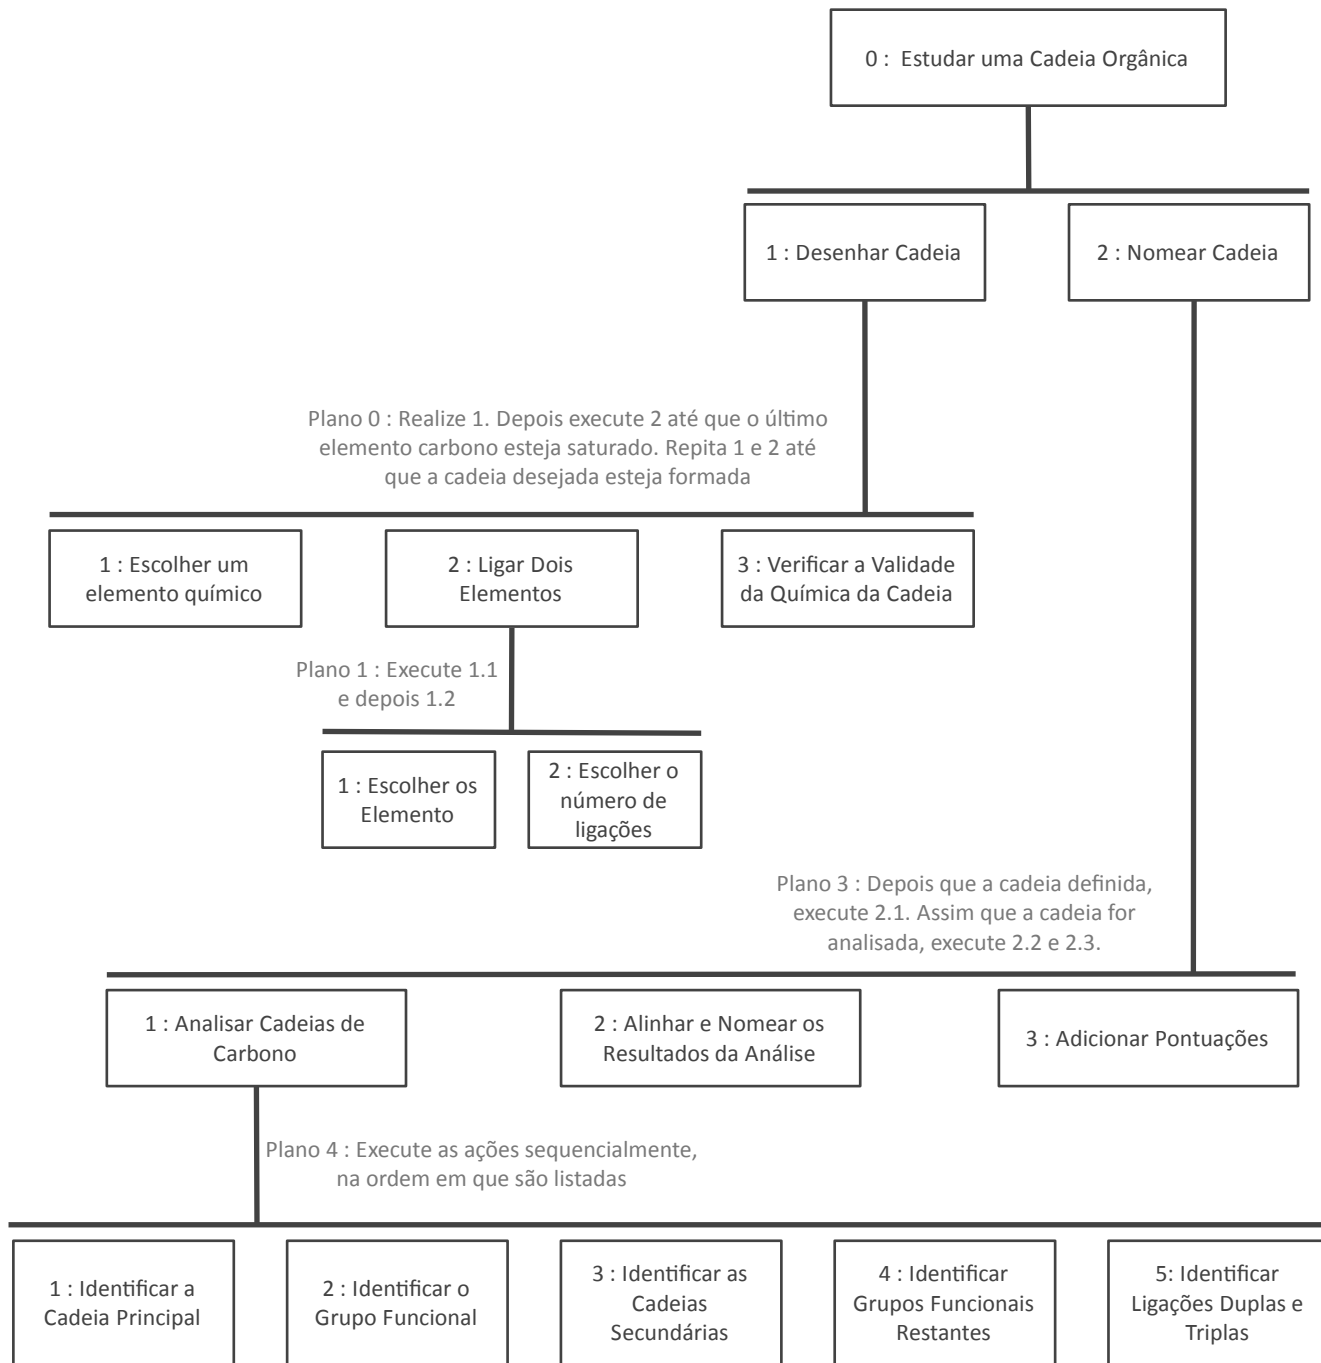 0 :  Estudar uma Cadeia Orgânica
1 : Desenhar Cadeia
2 : Nomear Cadeia
Plano 0 : Realize 1. Depois execute 2 até que o último
elemento carbono esteja saturado. Repita 1 e 2 até
que a cadeia desejada esteja formada
1 : Escolher um
elemento químico
2 : Ligar Dois
Elementos
3 : Verificar a Validade
da Química da Cadeia
Plano 1 : Execute 1.1
e depois 1.2
1 : Escolher os
Elemento
2 : Escolher o
número de
ligações
Plano 3 : Depois que a cadeia definida,
execute 2.1. Assim que a cadeia for
analisada, execute 2.2 e 2.3.
1 : Analisar Cadeias de
Carbono
2 : Alinhar e Nomear os
Resultados da Análise
3 : Adicionar Pontuações
Plano 4 : Execute as ações sequencialmente,
na ordem em que são listadas
1 : Identificar a
Cadeia Principal
2 : Identificar o
Grupo Funcional
3 : Identificar as
Cadeias
Secundárias
4 : Identificar
Grupos Funcionais
Restantes
5: Identificar
Ligações Duplas e
Triplas